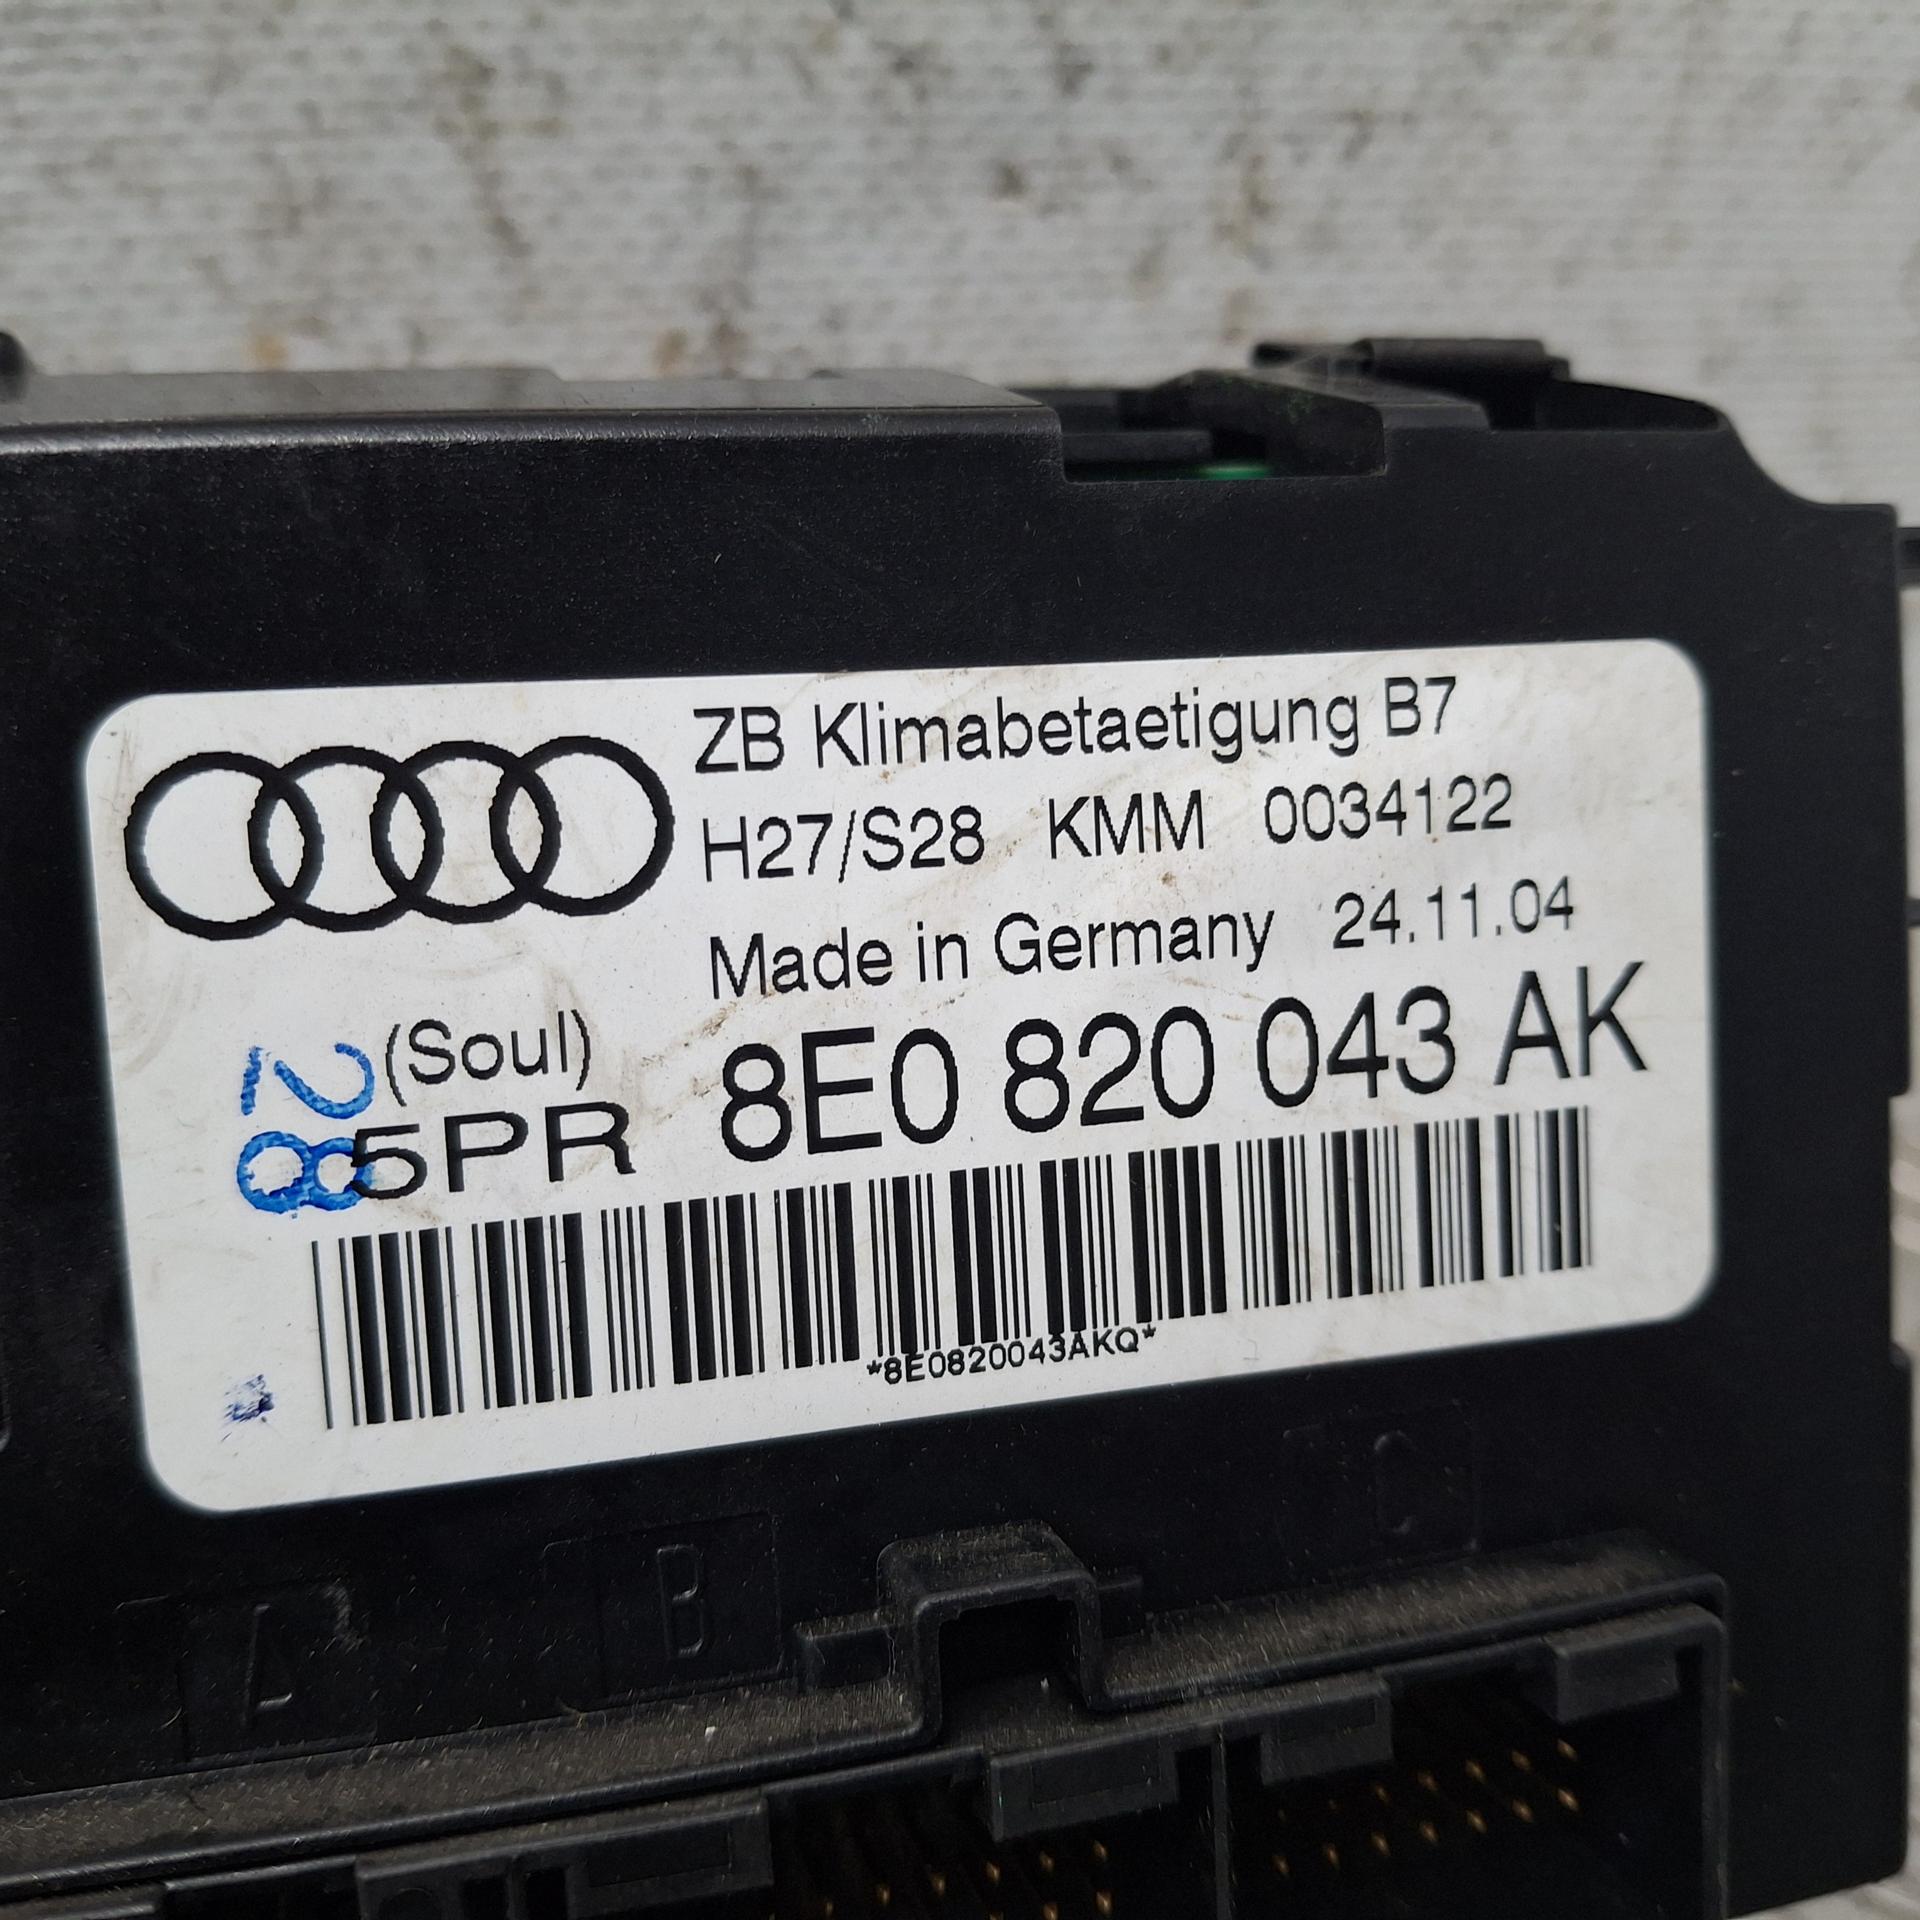 ZB Klimabetaetigung B7
H27/S28 KMM 0034122
Made in Germany 24.11.04
(Soul)
5PR 8E0 820 043 AK
28
*8E0820043AKQ*
A B C